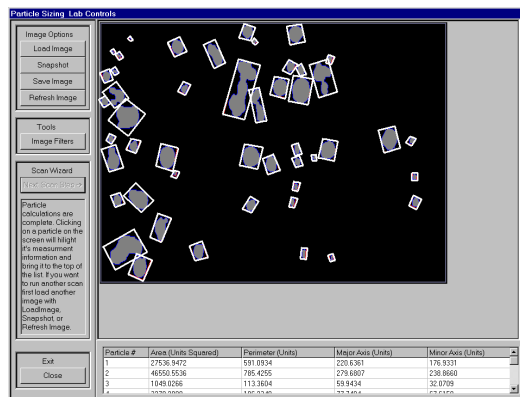 Particle Sizing Lab Controls
Image Options
Load Image
Snapshot
Save Image
Refresh Image
Tools
Image Filters
Scan Wizard
Next Scan Step->
Particle
calculations are
complete. Clicking
on a particle on the
screen will hilight
it's measurment
information and
bring it to the top of
the list. If you want
to run another scan
first load another
image with
LoadImage,
Snapshot, or
Refresh Image.
Exit
Close
Particle # Area (Units Squared) Perimeter (Units) Major Axis (Units) Minor Axis (Units)
1 27536.9472 591.0934 220.6361 176.9331
2 46550.5536 785.4255 279.6807 238.8660
3 1049.0266 113.3604 59.9434 32.0709